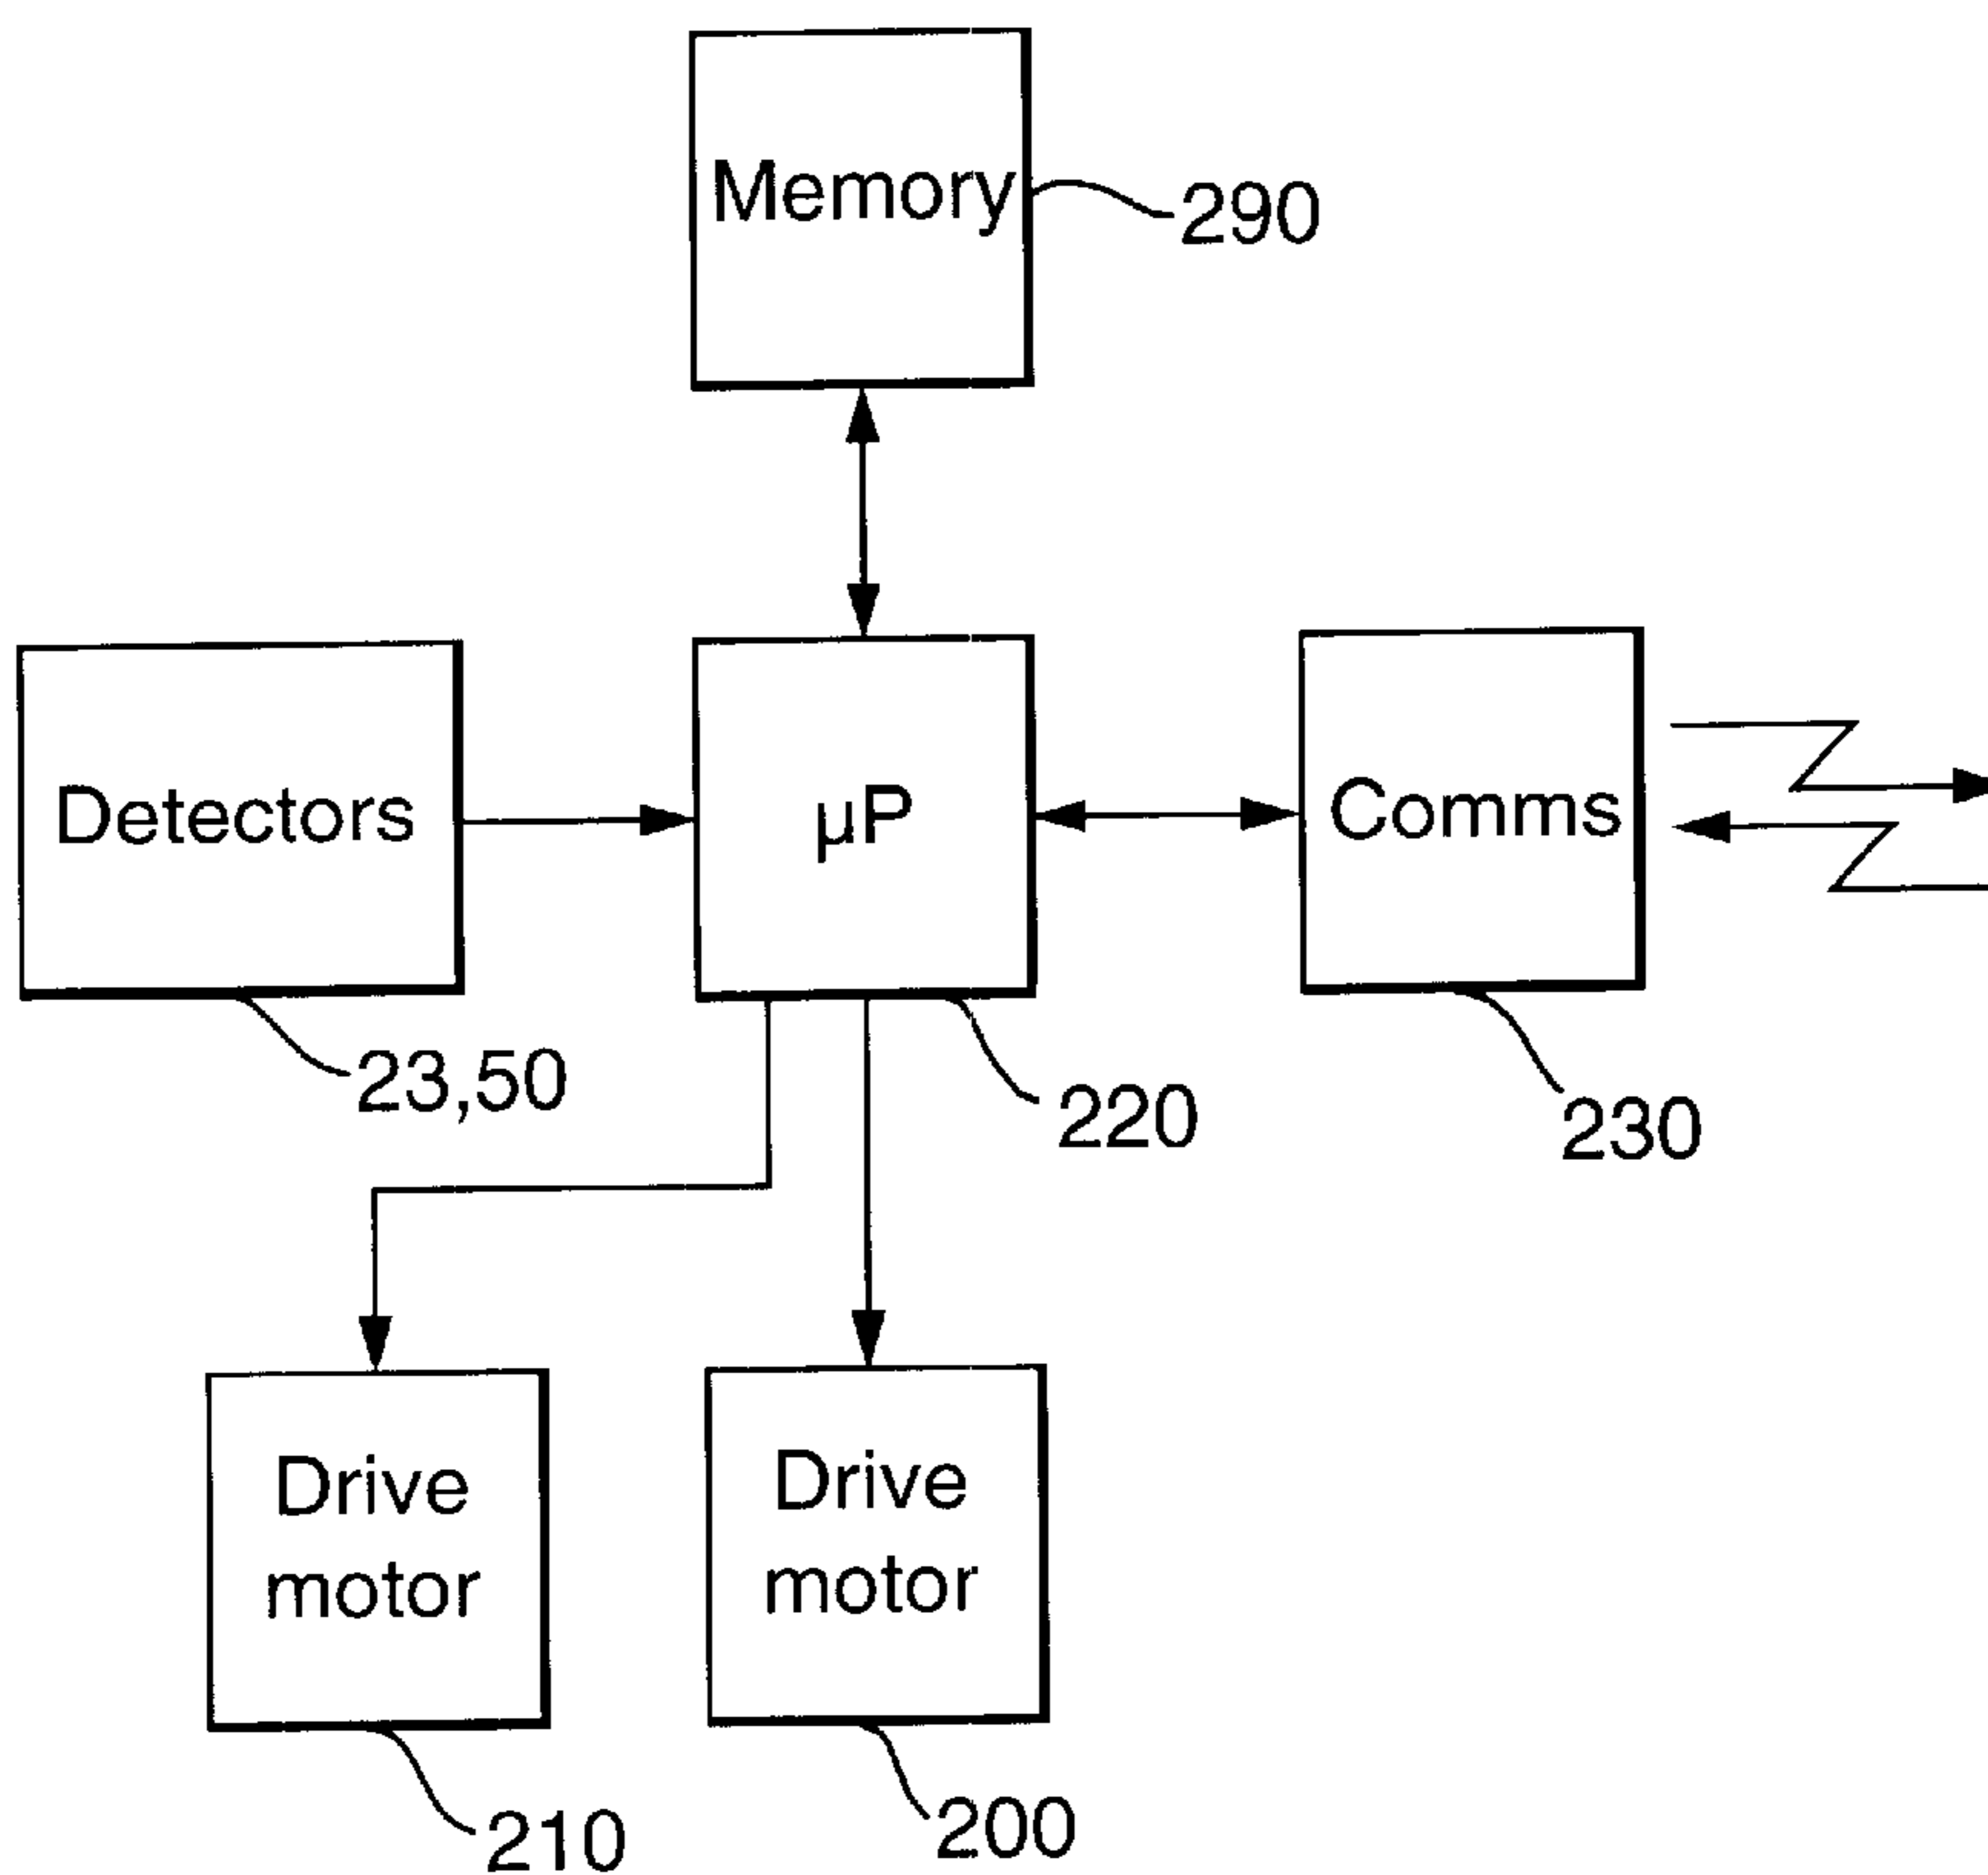 Memory
290
Detectors
µP
Comms
23,50
220
230
Drive
motor
Drive
motor
210
200